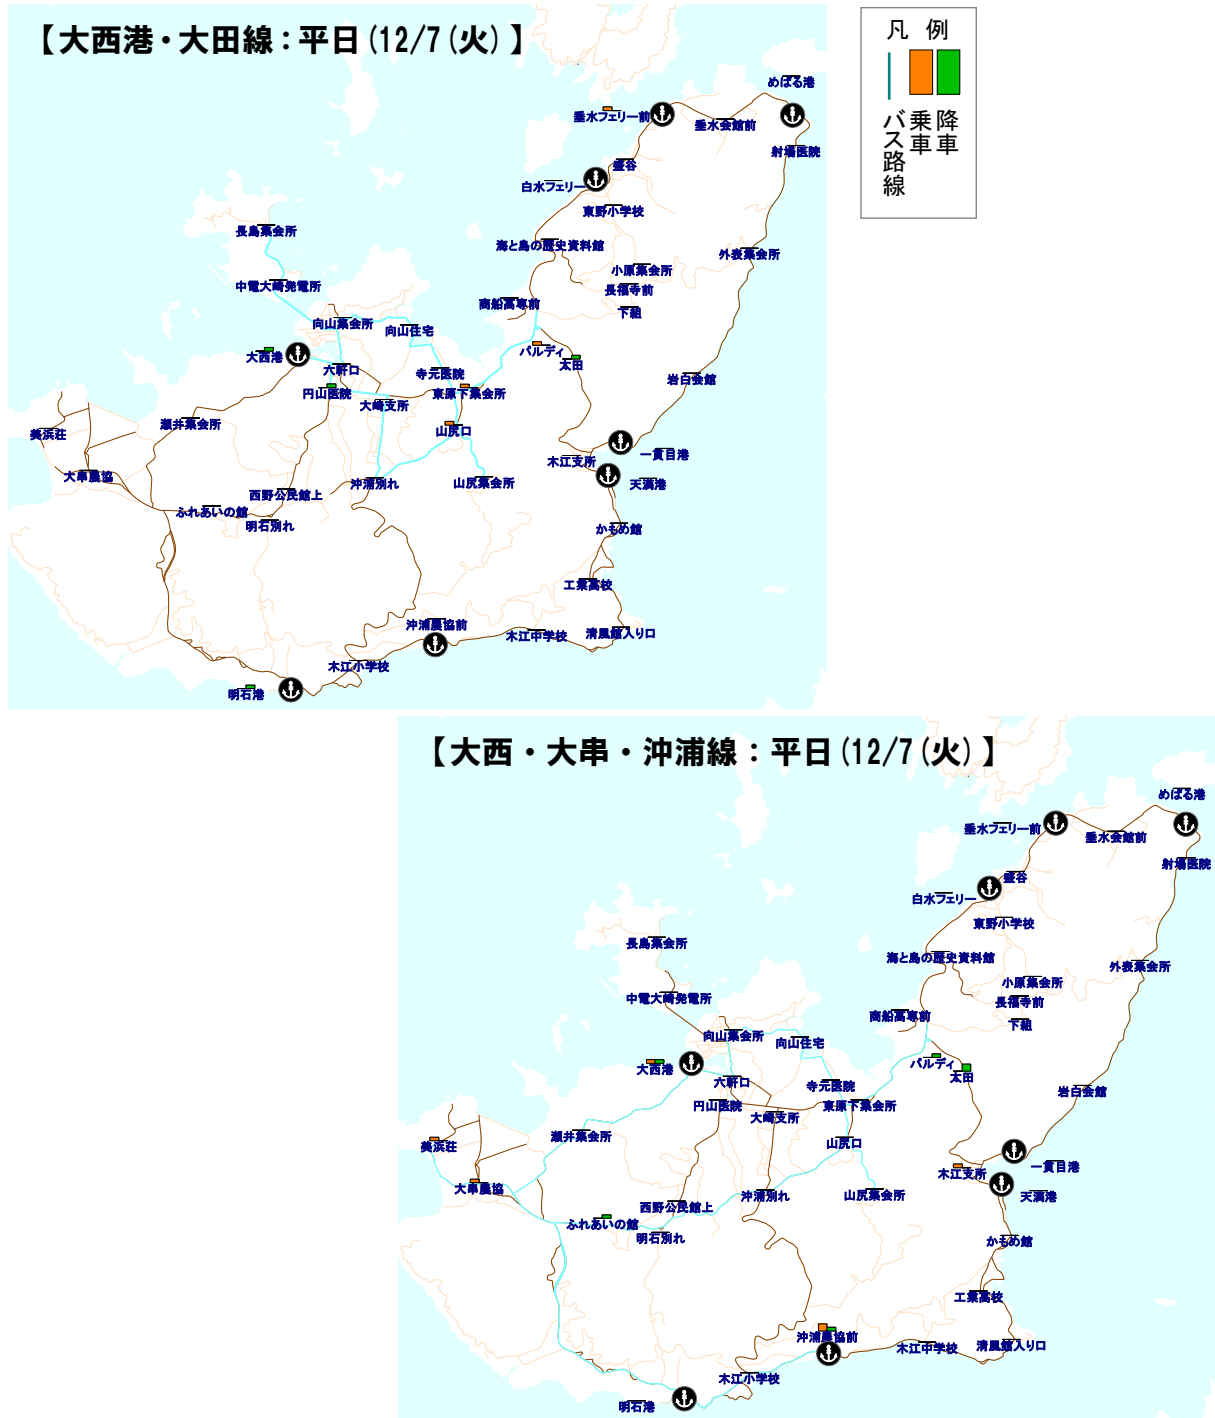 【大西港・大田線：平日(12/7(火)】
凡 例
バス路線
乗車
降車
めばる港
垂水フェリー前
垂水会館前
射場医院
盛谷
白水フェリー
東野小学校
長島集会所
海と島の歴史資料館
外表集会所
小原集会所
中電大崎発電所
長福寺前
商船高専前
下組
向山集会所
向山住宅
大西港
パルディ
太田
六軒口
寺元医院
岩白会館
円山医院
東原下集会所
大崎支所
瀬井集会所
山尻口
美浜荘
一貫目港
木江支所
大串農協
沖浦別れ
山尻集会所
天満港
西野公民館上
ふれあいの館
明石別れ
かもめ館
工業高校
沖浦農協前
木江中学校
清風館入り口
木江小学校
明石港
【大西・大串・沖浦線：平日(12/7(火)】
めばる港
垂水フェリー前
垂水会館前
射場医院
盛谷
白水フェリー
東野小学校
長島集会所
海と島の歴史資料館
外表集会所
小原集会所
中電大崎発電所
長福寺前
商船高専前
下組
向山集会所
向山住宅
大西港
パルディ
太田
六軒口
寺元医院
岩白会館
円山医院
東原下集会所
大崎支所
瀬井集会所
山尻口
美浜荘
一貫目港
木江支所
大串農協
沖浦別れ
山尻集会所
天満港
西野公民館上
ふれあいの館
明石別れ
かもめ館
工業高校
沖浦農協前
木江中学校
清風館入り口
木江小学校
明石港